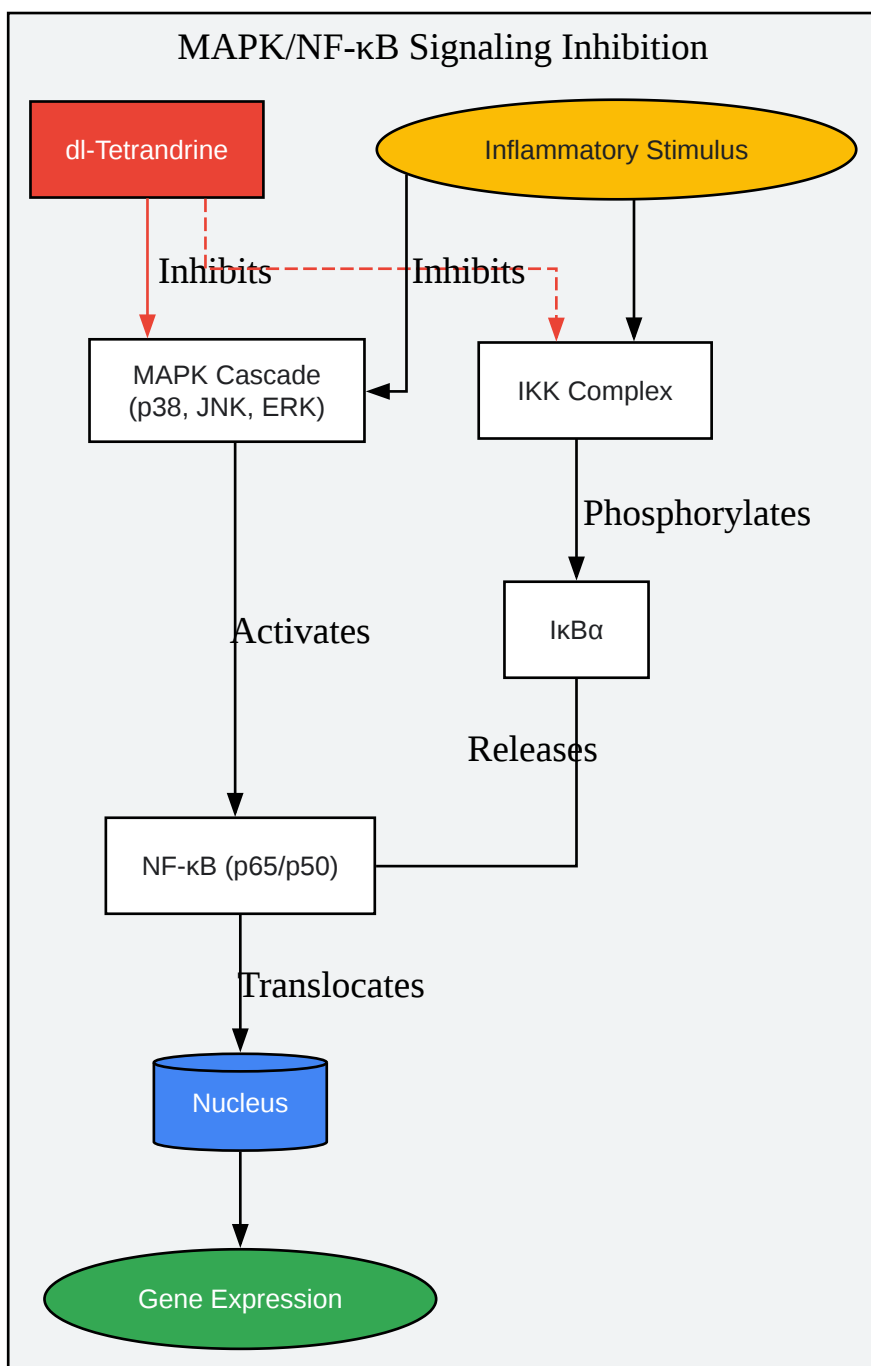 MAPK/NF-κB Signaling Inhibition
dl-Tetrandrine
Inflammatory Stimulus
Inhibits
Inhibits
MAPK Cascade
(p38, JNK, ERK)
IKK Complex
Phosphorylates
IκBα
Activates
Releases
NF-κB (p65/p50)
Translocates
Nucleus
Gene Expression